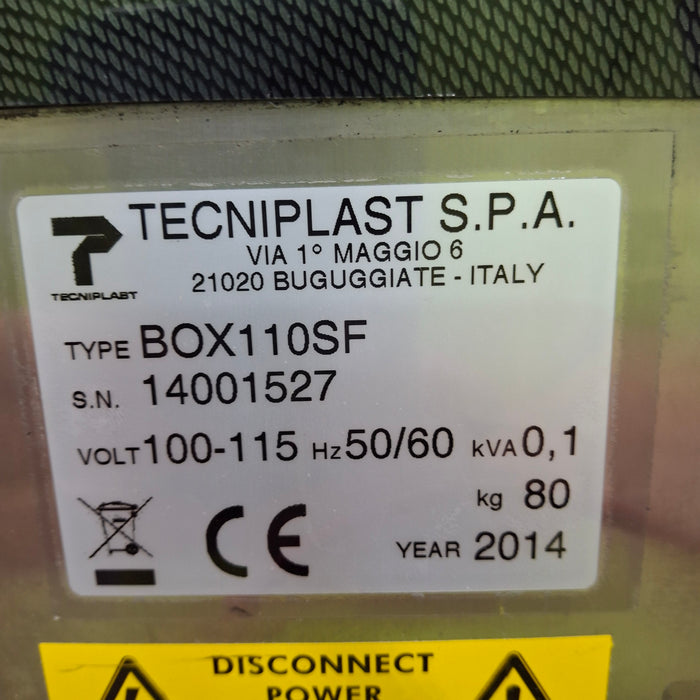 TECNIPLAST S.P.A.
VIA 1° MAGGIO 6
21020 BUGUGGIATE - ITALY
TECNIPLAST
TYPE BOX110SF
S.N. 14001527
VOLT 100-115 Hz 50/60 kVA 0,1
kg 80
CE
YEAR 2014
DISCONNECT
POWER